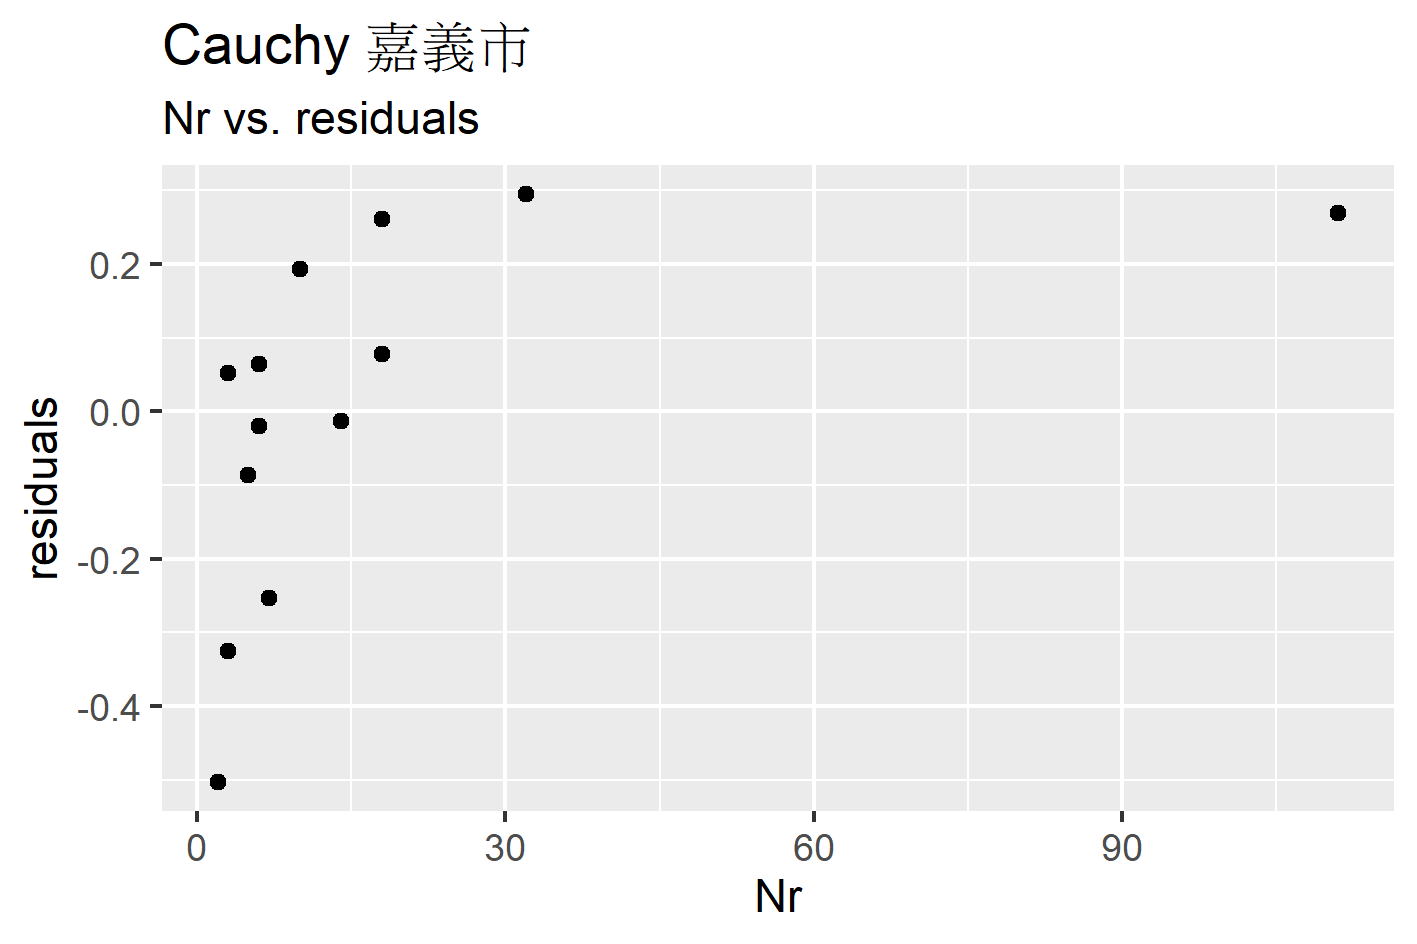 Cauchy 嘉義市
Nr vs. residuals
0.2
0.0
-0.2
-0.4
residuals
0 30 60 90
Nr